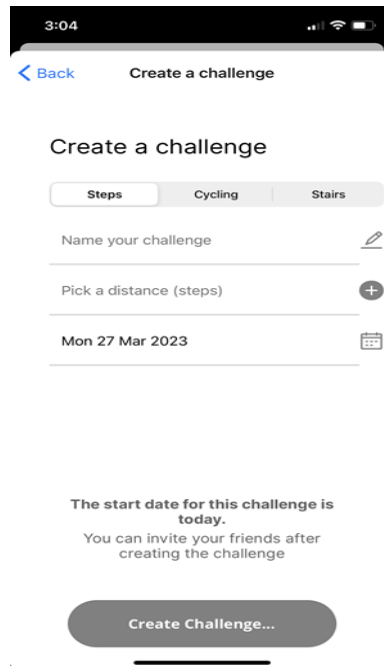 3:04
Back
Create a challenge
Create a challenge
Steps
Cycling
Stairs
Name your challenge
Pick a distance (steps)
Mon 27 Mar 2023
The start date for this challenge is
today.
You can invite your friends after
creating the challenge
Create Challenge...